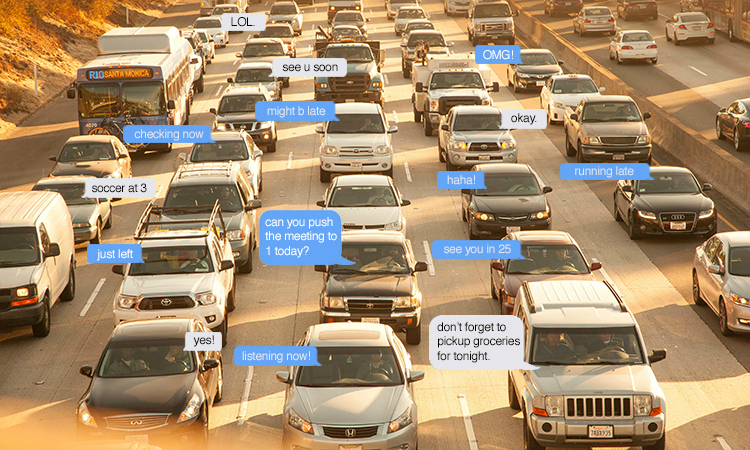 LOL.
OMG!
see u soon
R10 SANTA MONICA
might b late
okay.
checking now
running late
haha!
soccer at 3
can you push
the meeting to
1 today?
just left
see you in 25
don't forget to
pickup groceries
for tonight.
yes!
listening now!